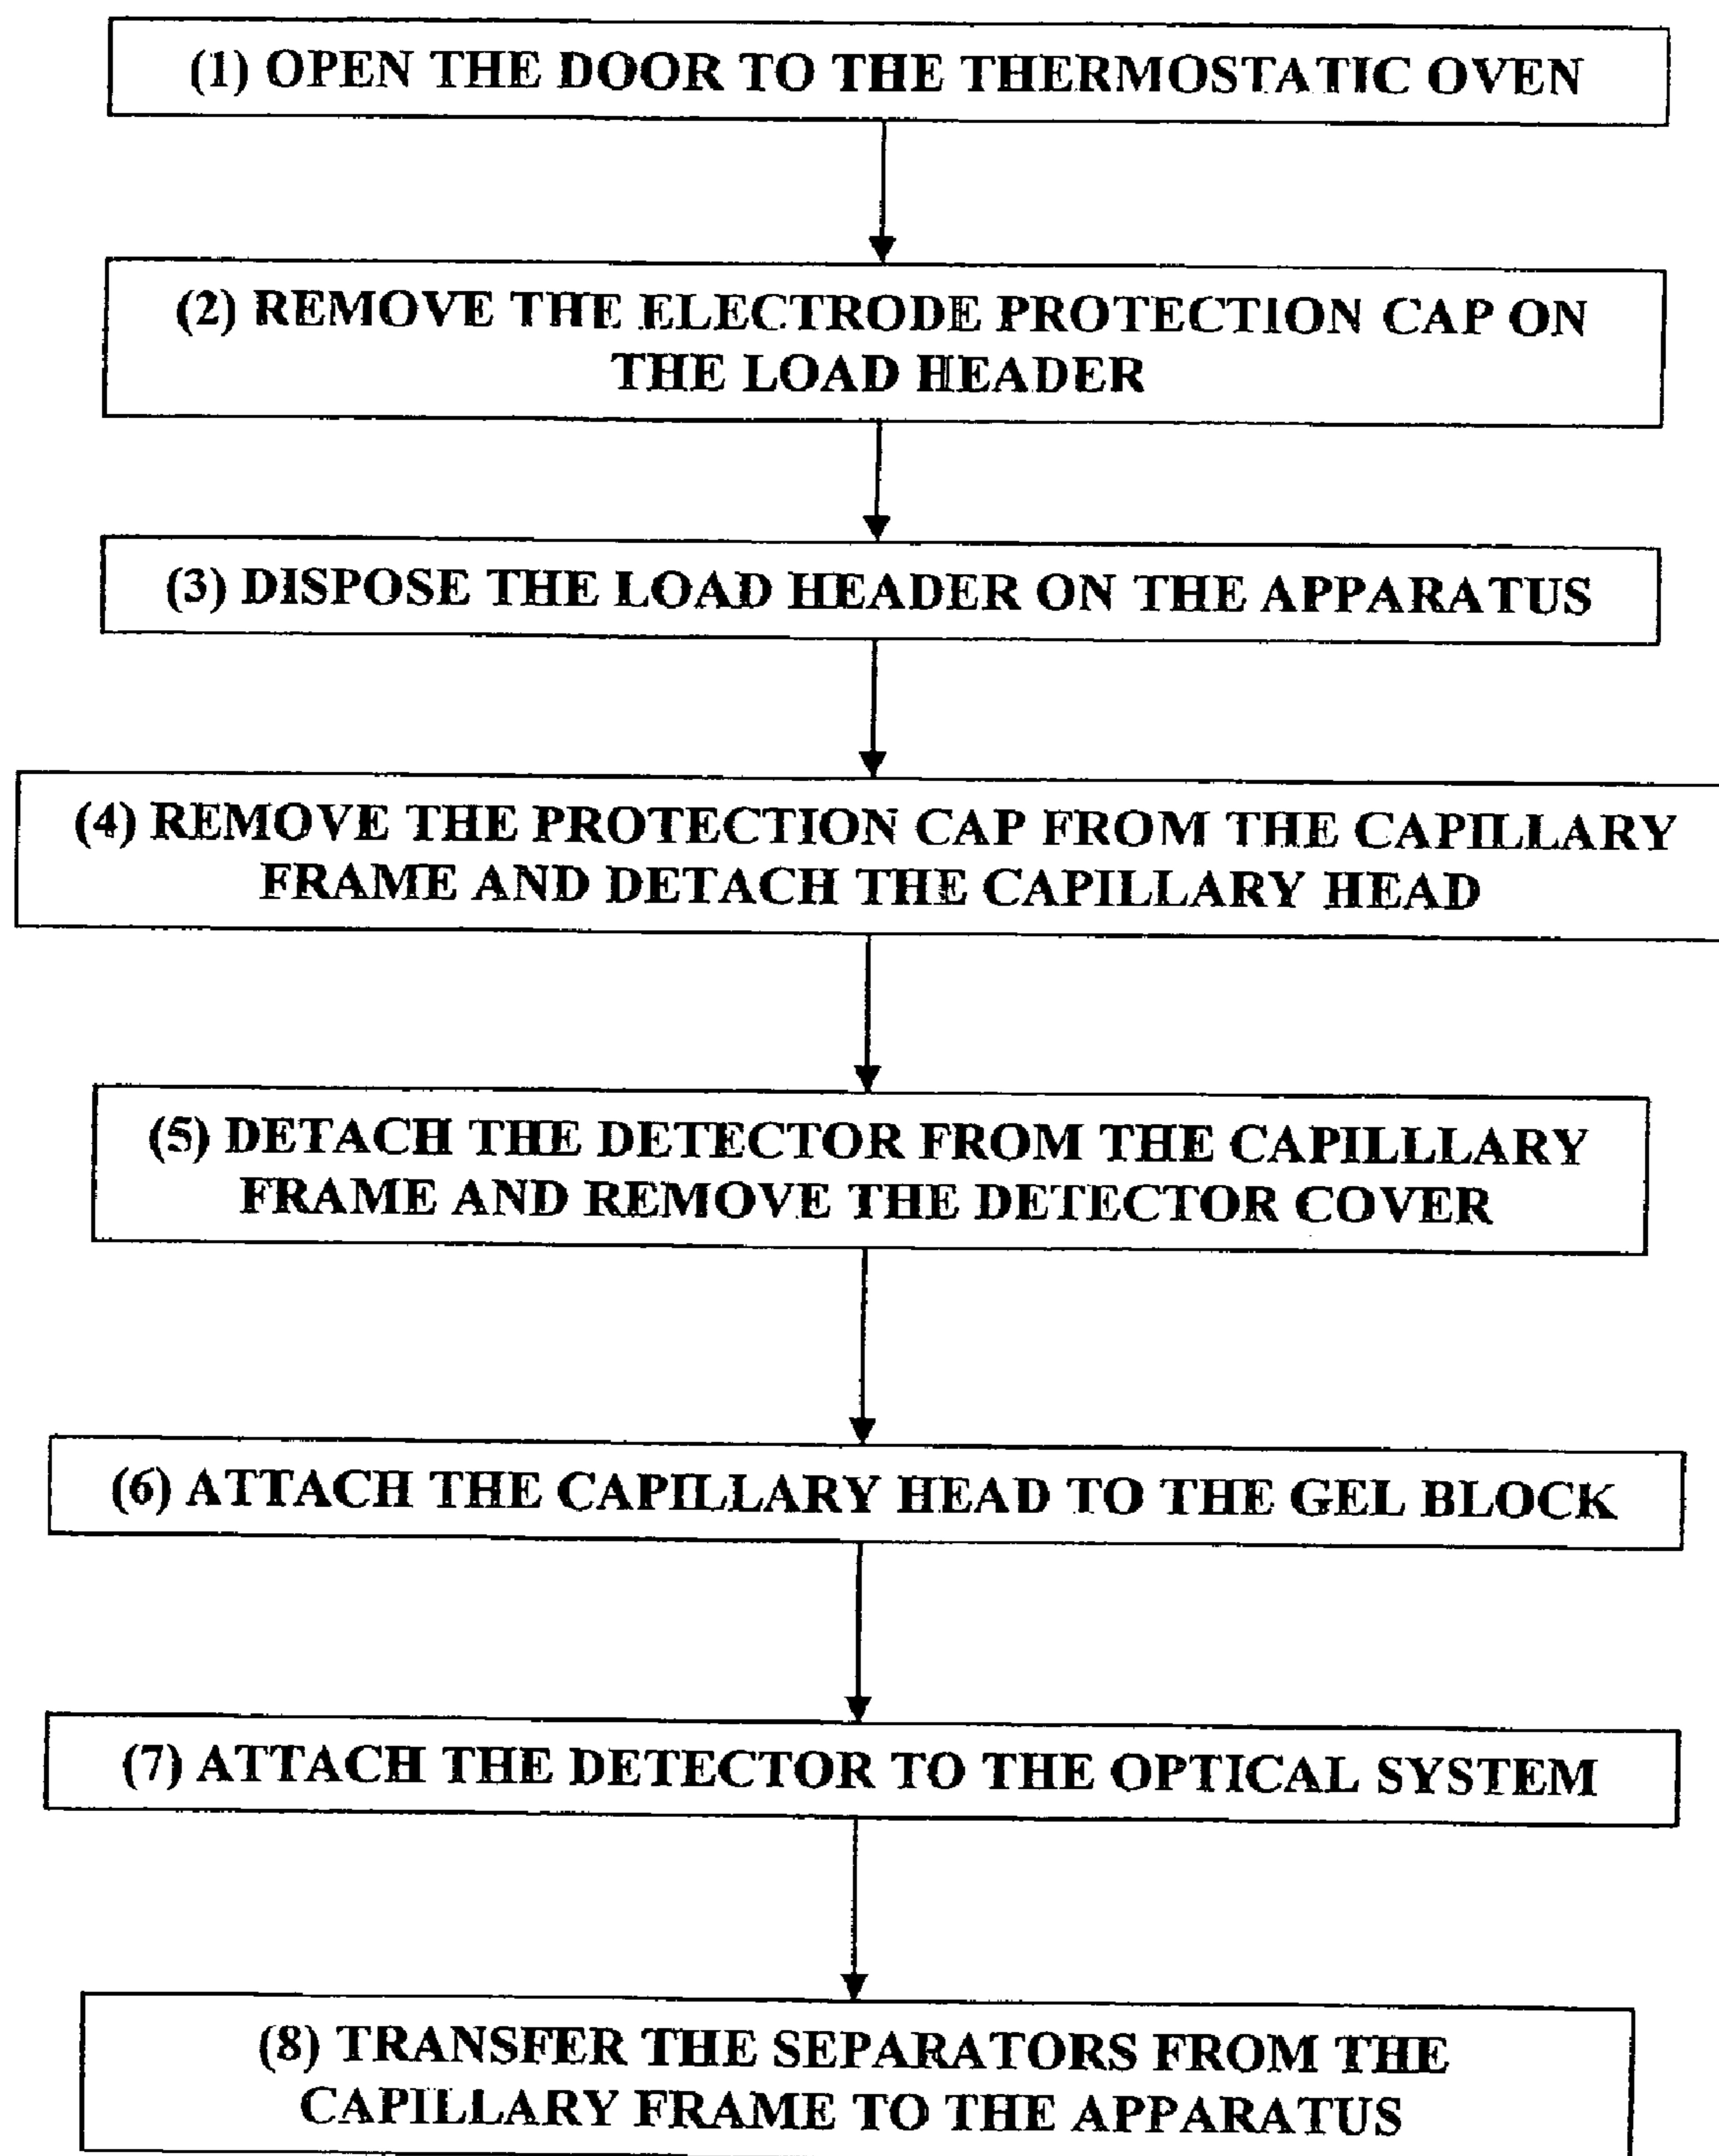 (1) OPEN THE DOOR TO THE THERMOSTATIC OVEN
(2) REMOVE THE ELECTRODE PROTECTION CAP ON
THE LOAD HEADER
(3) DISPOSE THE LOAD HEADER ON THE APPARATUS
(4) REMOVE THE PROTECTION CAP FROM THE CAPILLARY
FRAME AND DETACH THE CAPILLARY HEAD
(5) DETACH THE DETECTOR FROM THE CAPILLLARY
FRAME AND REMOVE THE DETECTOR COVER
(6) ATTACH THE CAPILLARY HEAD TO THE GEL BLOCK
(7) ATTACH THE DETECTOR TO THE OPTICAL SYSTEM
(8) TRANSFER THE SEPARATORS FROM THE
CAPILLARY FRAME TO THE APPARATUS